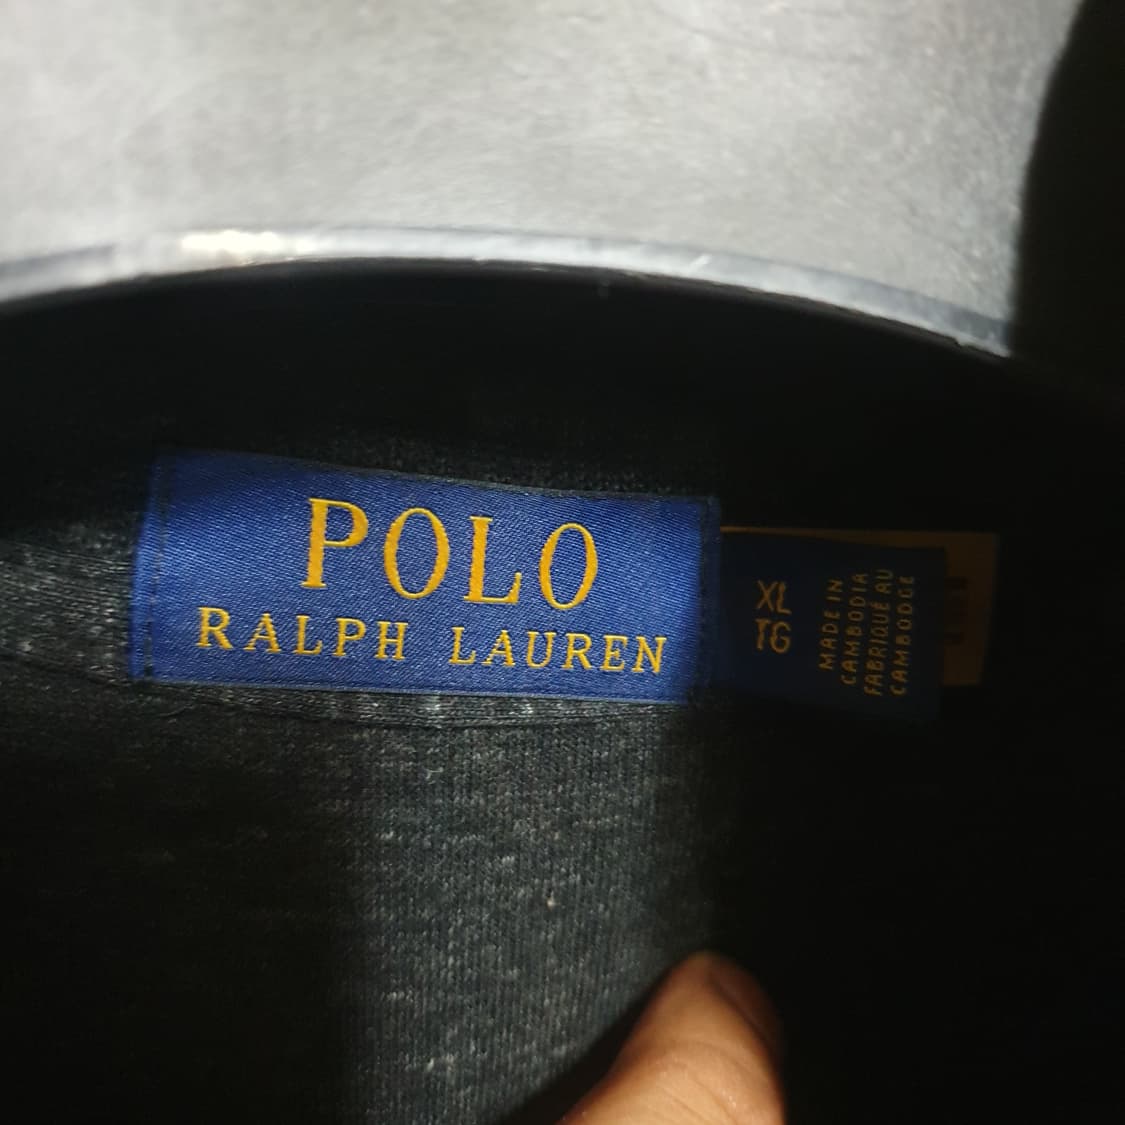 POLO
RALPH LAUREN
XL
TG
MADE IN
CAMBODIA
FABRIQUÉ AU
CAMBODGE